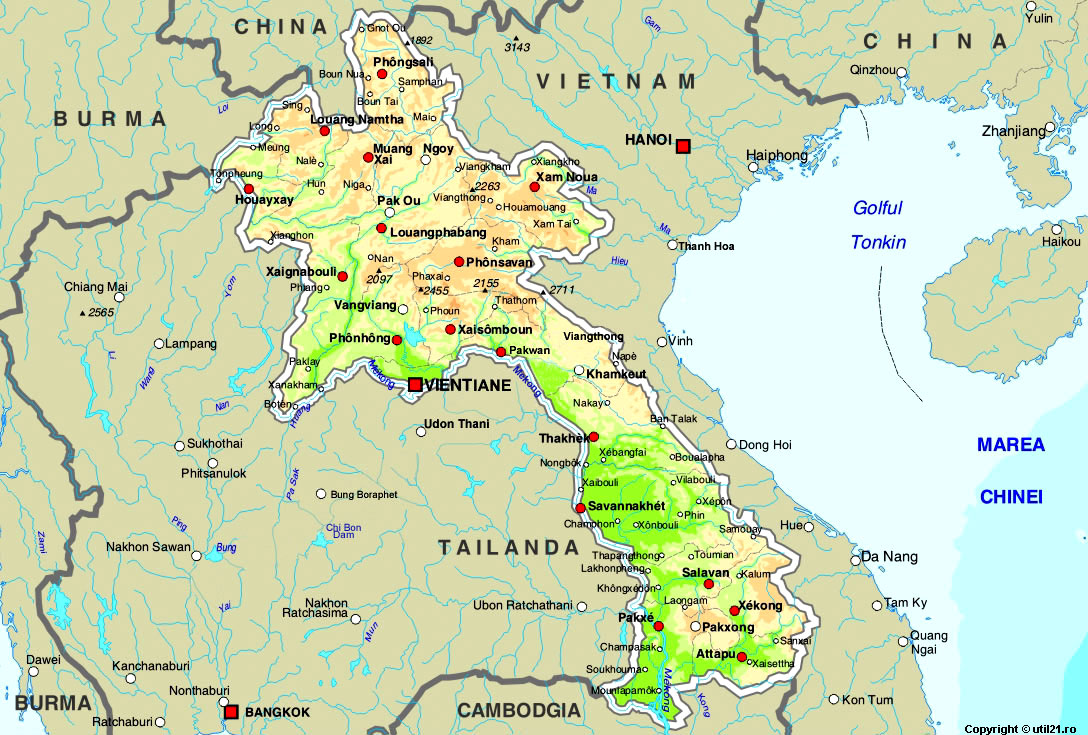 CHINA
Gnot Ou
1892
3143
Gam
Yulin
CHINA
Qinzhou
Phôngsali
Boun Nua
Samphan
Boun Tai
VIETNAM
BURMA
Loi
Sing
Louang Namtha
Mai
Long
Zhanjiang
HANOI
Haiphong
Meung
Nalè
Muang
Xai
Ngoy
Viangkham
Xiangkho
Xam Noua
Tonpheung
Houayxay
Hun
Niga
2263
Viangthong
Houamouang
Ma
Pak Ou
Xam Tai
Golful
Tonkin
Louangphabang
Ma
Thanh Hoa
Haikou
Xianghon
Kham
Nan
Phônsavan
Hieu
Xaignabouli
2097
Phaxai
2455
2155
2711
Phiang
Yom
Chiang Mai
2565
Vangviang
Phoun
Thathom
Phônhông
Xaisômboun
Viangthong
Vinh
Lampang
Pakwan
Napè
Paklay
Khamkeut
Wang
Xanakham
Mekong
VIENTIANE
Mekong
Nan
Botèn
Huang
Nakay
Ban Talak
Udon Thani
Thakhek
Dong Hoi
MAREA
Sukhothai
Phitsanulok
Xébangfai
Boualapha
Nongbôk
Pa Sak
Xaibouli
Vilabouli
CHINEI
Bung Boraphet
Savannakhét
Xépôn
Phin
Champhon
Xônbouli
Samouay
Hue
Ping
Chi Bon
Dam
Zami
Nakhon Sawan
Bung
TAILANDA
Thapangthong
Toumian
Da Nang
Lakhonpheng
Salavan
Kalum
Khôngxédôn
Yai
Nakhon
Ratchasima
Ubon Ratchathani
Laongam
Xékong
Tam Ky
Mun
Pakxé
Pakxong
Sanxai
Quang
Ngai
Champasak
Attapu
Xaisettha
Dawei
Kanchanaburi
Soukhouma
Nonthaburi
Mounlapamôk
Mekong
Kong
Kon Tum
BURMA
BANGKOK
CAMBODGIA
Ratchaburi
Copyright © util21.ro